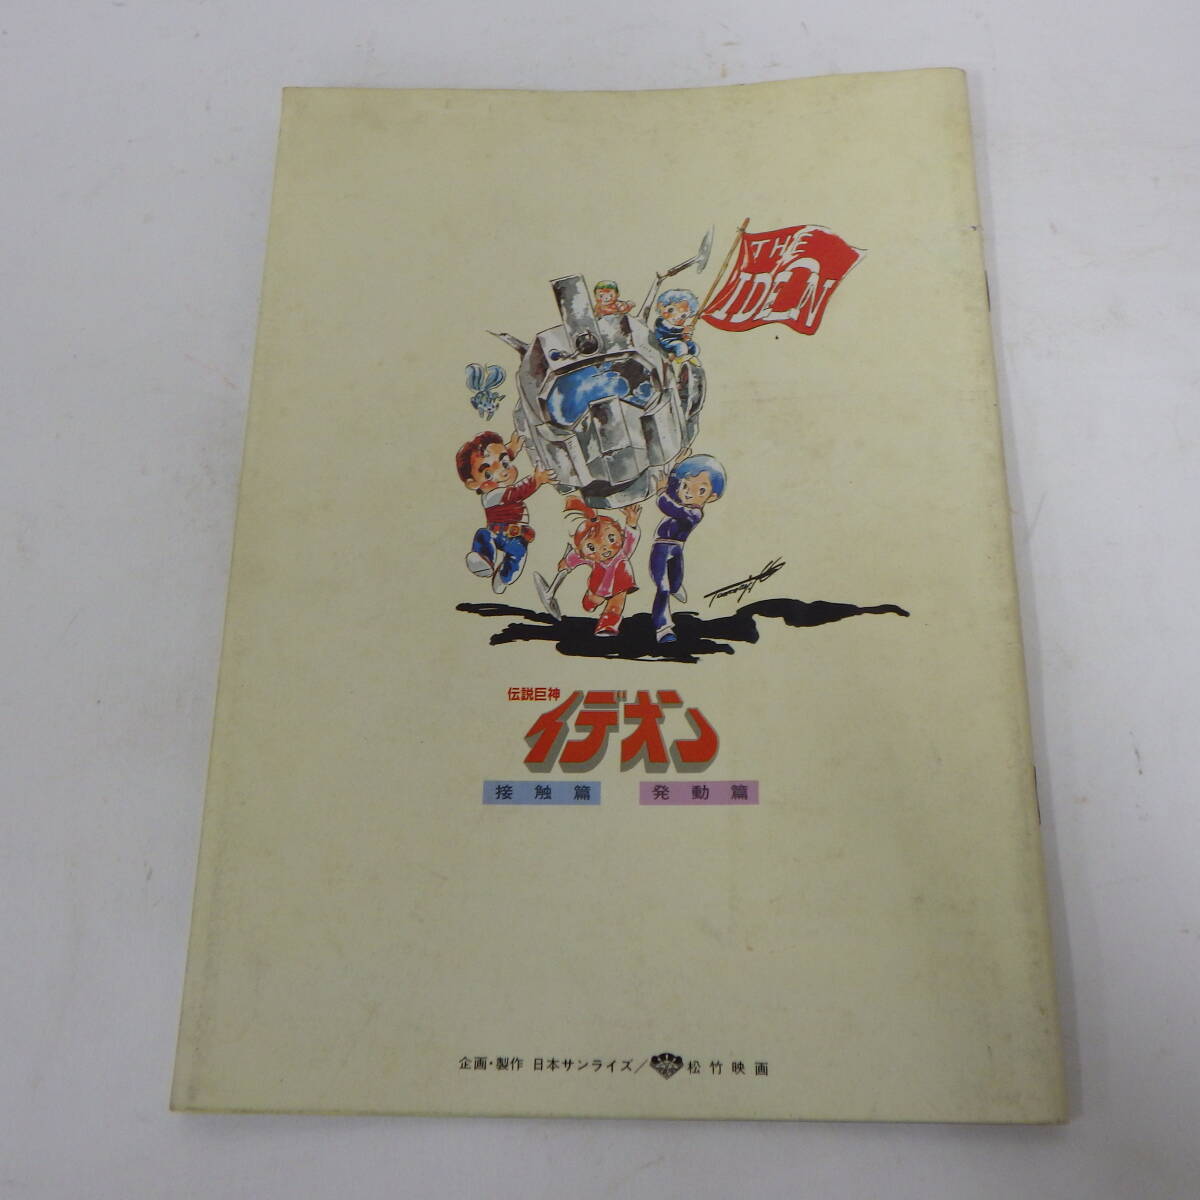 THE
IDEON
伝説巨神
イデオン
接触篇 発動篇
企画・製作 日本サンライズ／松竹映画